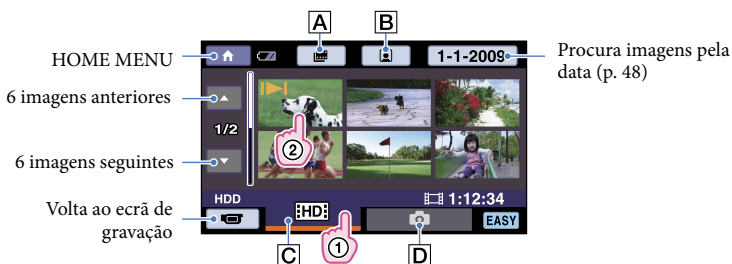 A
B
HOME MENU
1-1-2009
Procura imagens pela
data (p. 48)
6 imagens anteriores
1/2
2
6 imagens seguintes
HDD
1:12:34
Volta ao ecrã de
gravação
HD
EASY
1
C
D